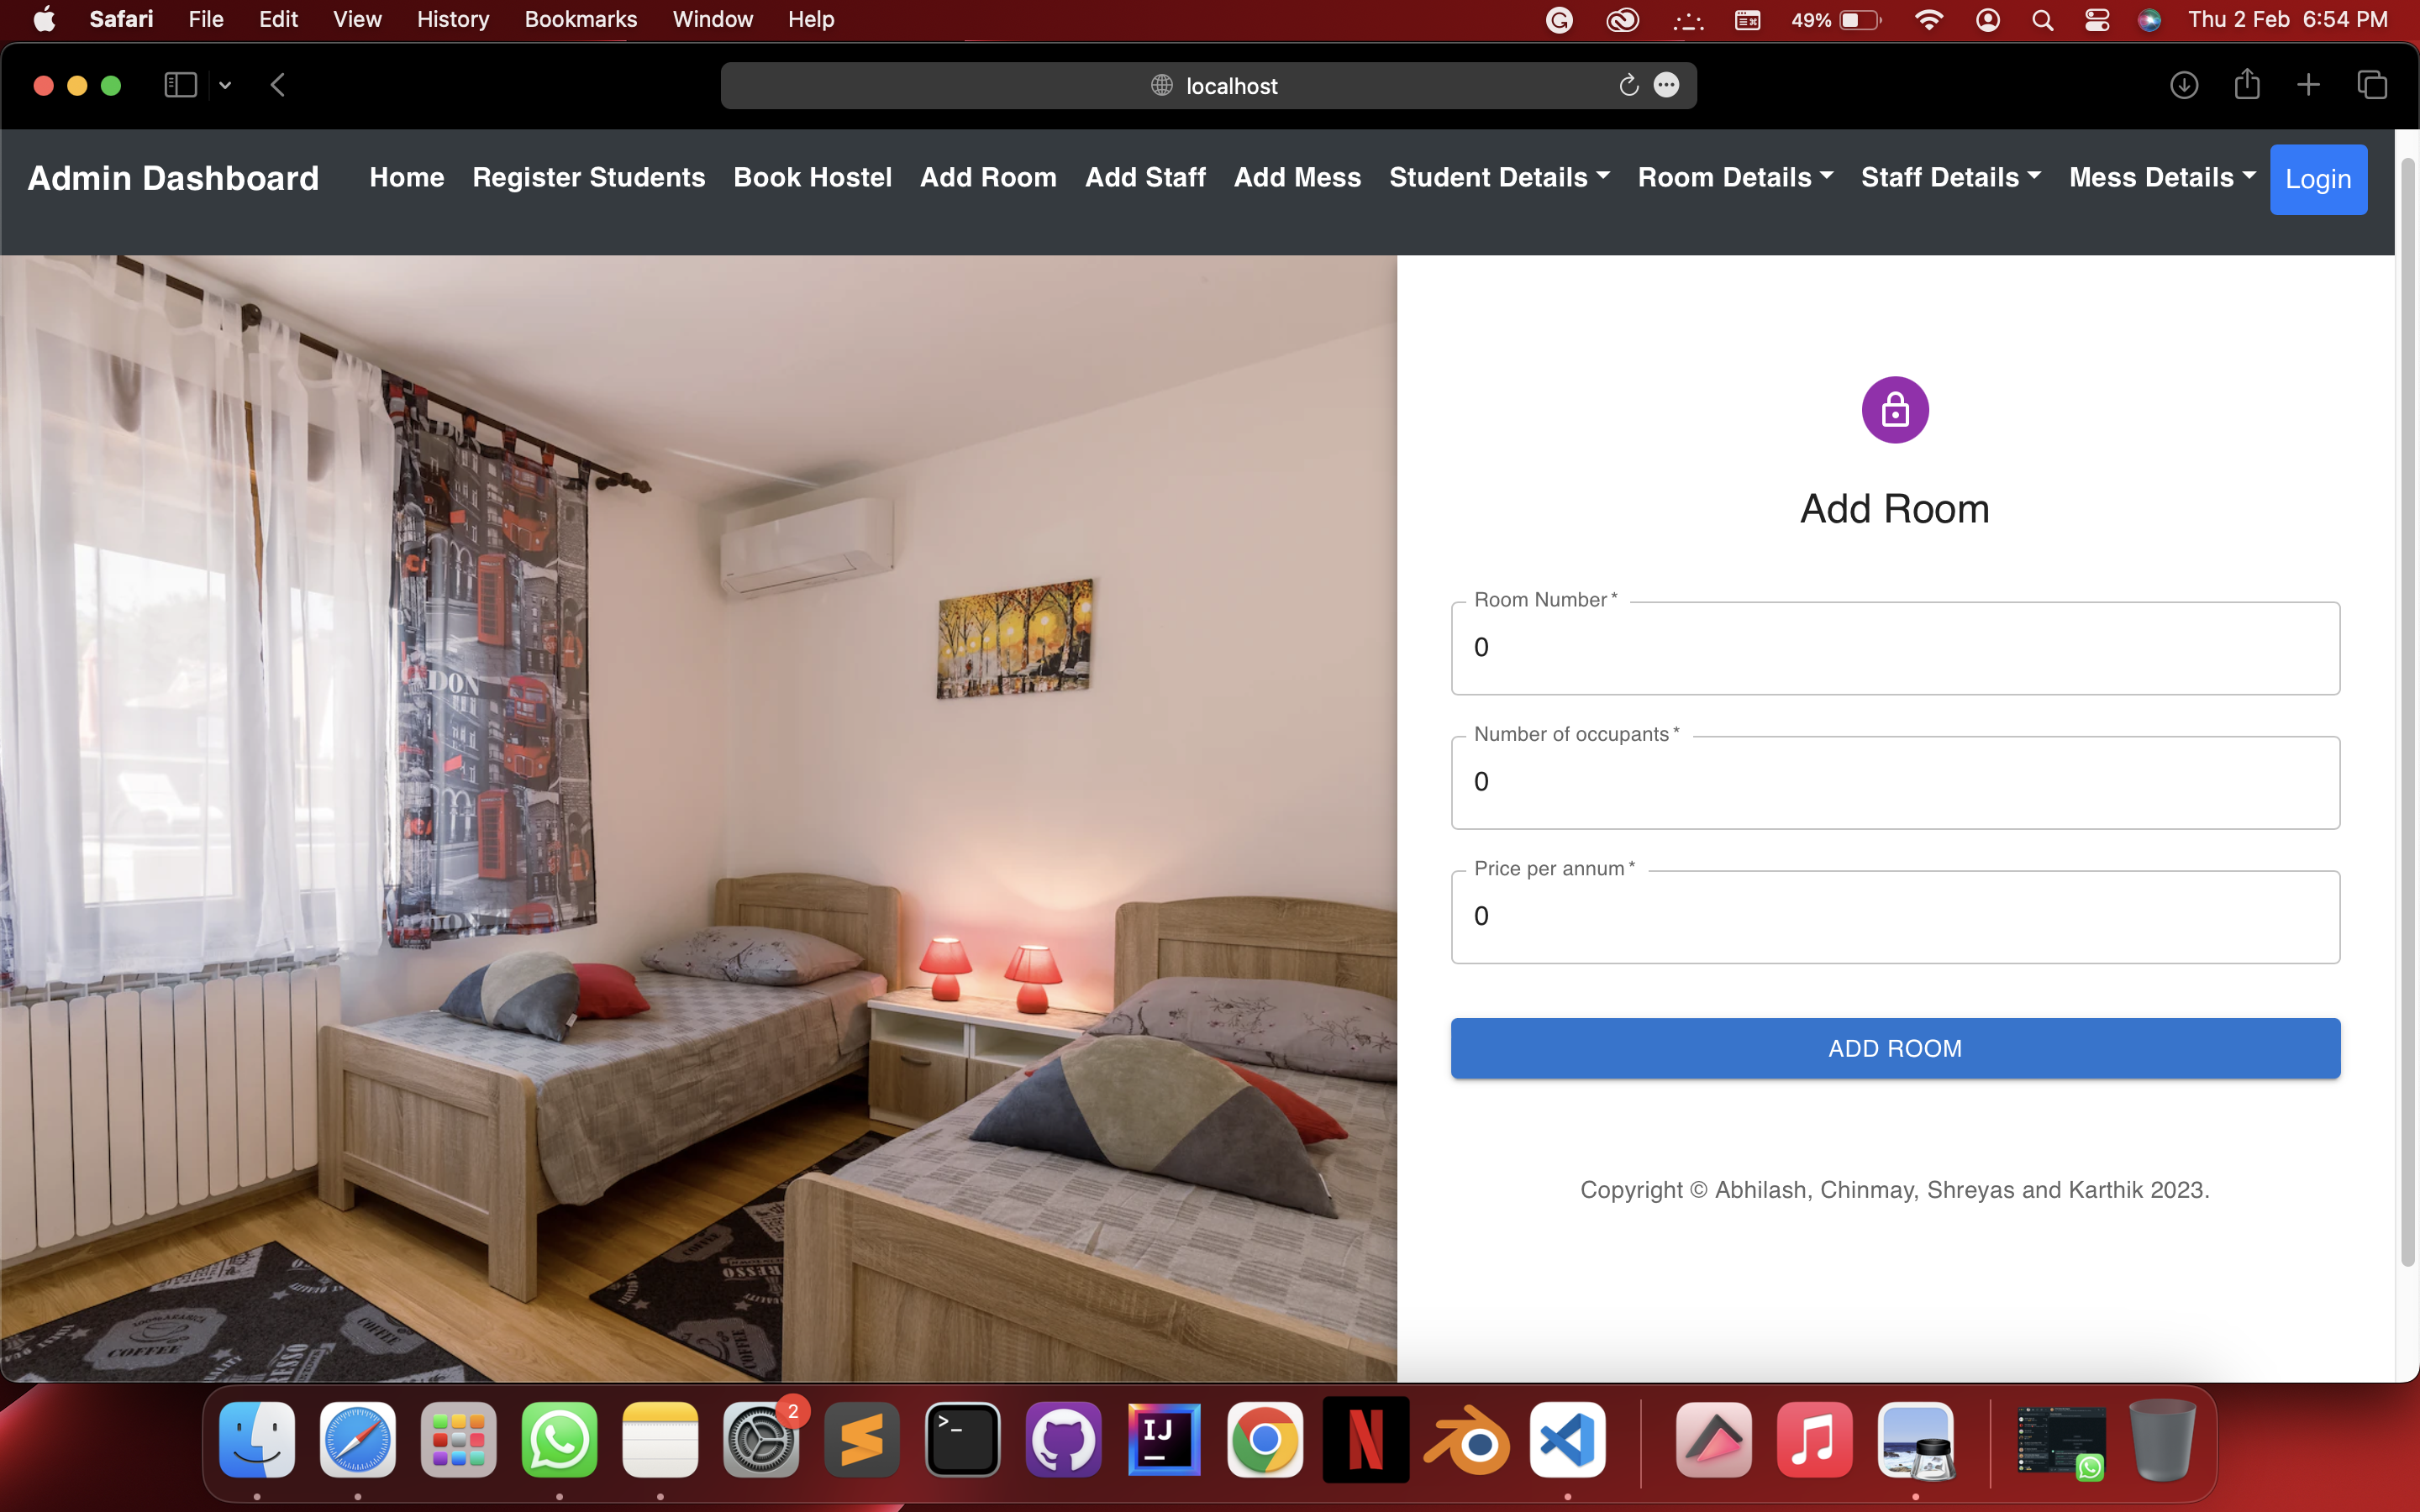 Safari File Edit View History Bookmarks Window Help 49% Thu 2 Feb 6:54 PM
localhost
Admin Dashboard Home Register Students Book Hostel Add Room Add Staff Add Mess Student Details Room Details Staff Details Mess Details Login
DON
COFFEE
COFFEE
Add Room
Room Number *
0
Number of occupants *
0
Price per annum *
0
ADD ROOM
Copyright © Abhilash, Chinmay, Shreyas and Karthik 2023.
2
>_
IJ
N